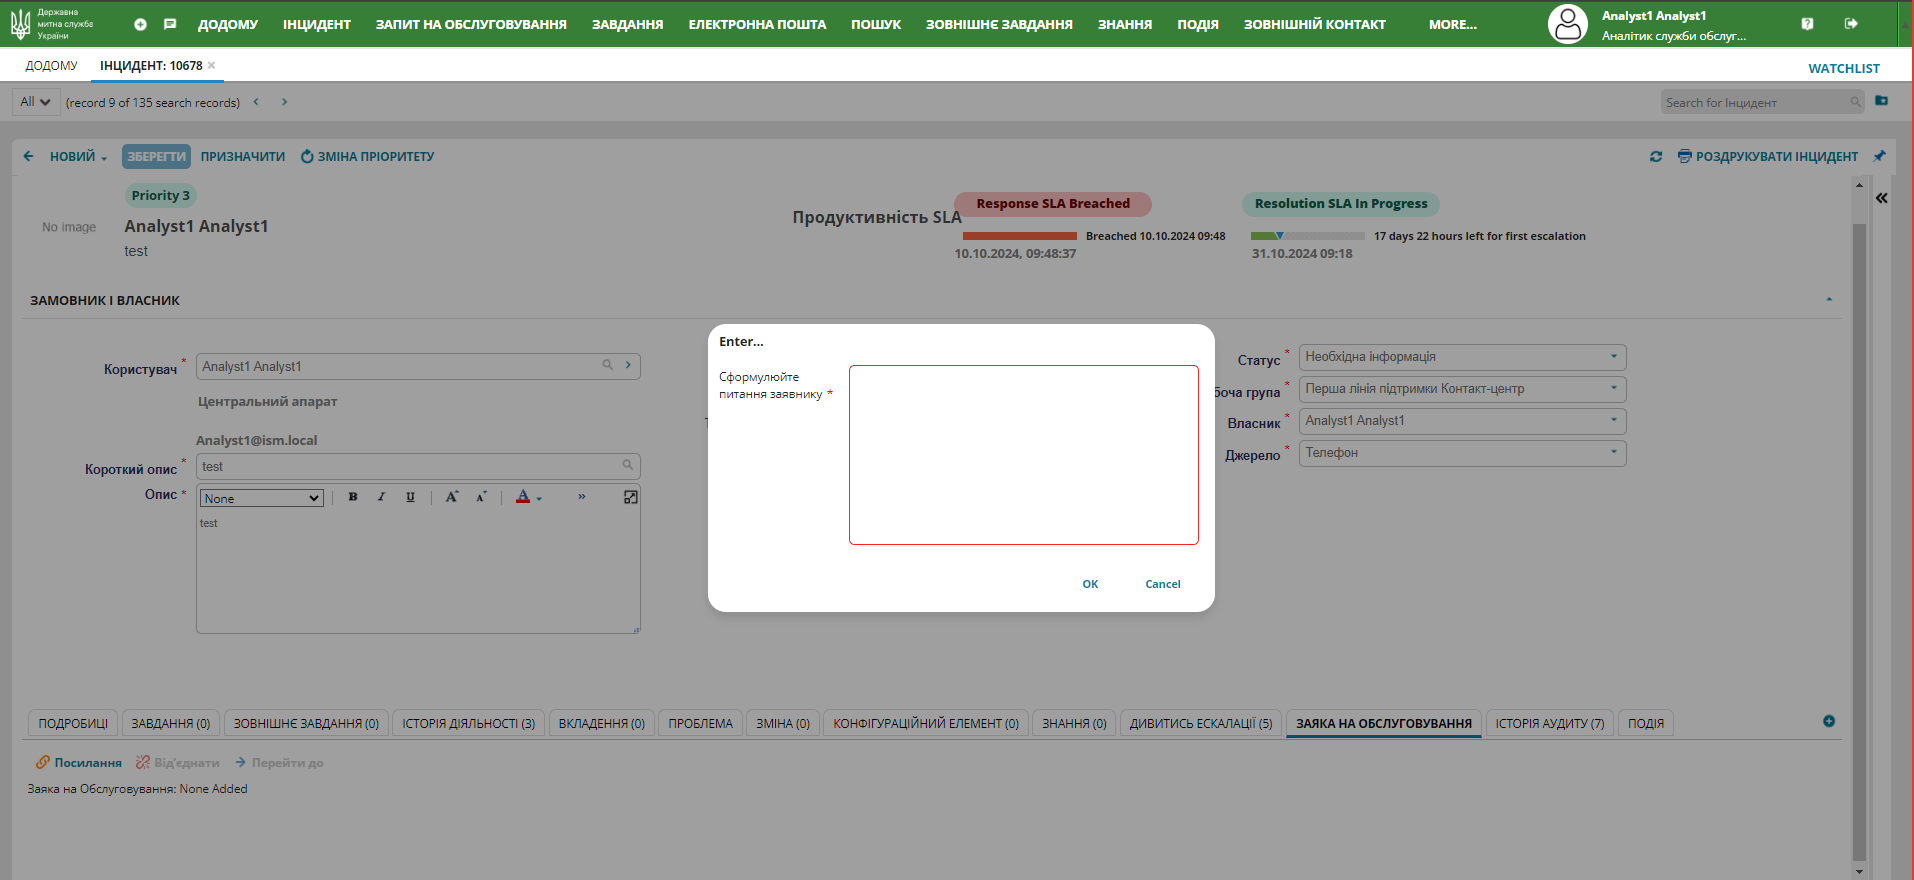 Державна
митна служба
України
ДОДОМУ ІНЦИДЕНТ ЗАПИТ НА ОБСЛУГОВУВАННЯ ЗАВДАННЯ ЕЛЕКТРОННА ПОШТА ПОШУК ЗОВНІШНЄ ЗАВДАННЯ ЗНАННЯ ПОДІЯ ЗОВНІШНІЙ КОНТАКТ MORE...
Analyst1 Analyst1
Аналітик служби обслуг...
ДОДОМУ ІНЦИДЕНТ: 10678
WATCHLIST
All (record 9 of 135 search records)
Search for Інцидент
НОВИЙ ЗБЕРЕГТИ ПРИЗНАЧИТИ ЗМІНА ПРІОРИТЕТУ
РОЗДРУКУВАТИ ІНЦИДЕНТ
Priority 3
No image
Analyst1 Analyst1
test
Продуктивність SLA
Response SLA Breached
Breached 10.10.2024 09:48
10.10.2024, 09:48:37
Resolution SLA In Progress
17 days 22 hours left for first escalation
31.10.2024 09:18
ЗАМОВНИК І ВЛАСНИК
Користувач * Analyst1 Analyst1
Центральний апарат
Analyst1@ism.local
Короткий опис * test
Опис * None B I U A A A »
test
Enter...
Сформулюйте
питання заявнику *
OK Cancel
Статус * Необхідна інформація
боча група * Перша лінія підтримки Контакт-центр
Власник * Analyst1 Analyst1
Джерело * Телефон
ПОДРОБИЦІ ЗАВДАННЯ (0) ЗОВНІШНЄ ЗАВДАННЯ (0) ІСТОРІЯ ДІЯЛЬНОСТІ (3) ВКЛАДЕННЯ (0) ПРОБЛЕМА ЗМІНА (0) КОНФІГУРАЦІЙНИЙ ЕЛЕМЕНТ (0) ЗНАННЯ (0) ДИВИТИСЬ ЕСКАЛАЦІЇ (5) ЗАЯКА НА ОБСЛУГОВУВАННЯ ІСТОРІЯ АУДИТУ (7) ПОДІЯ
Посилання Від'єднати Перейти до
Заяка на Обслуговування: None Added